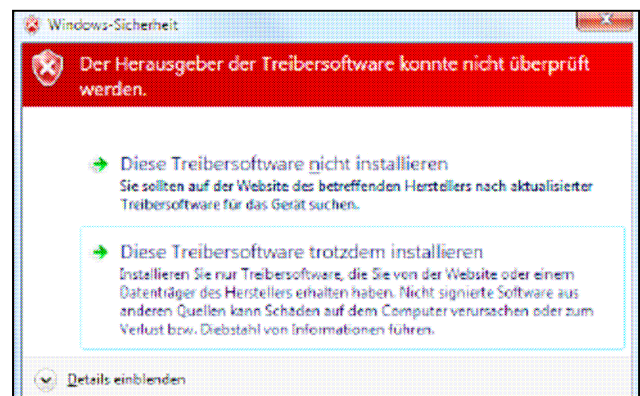 Windows-Sicherheit
Der Herausgeber der Treibersoftware konnte nicht überprüft
werden.
Diese Treibersoftware nicht installieren
Sie sollten auf der Website des betreffenden Herstellers nach aktualisierter
Treibersoftware für das Gerät suchen.
Diese Treibersoftware trotzdem installieren
Installieren Sie nur Treibersoftware, die Sie von der Website oder einem
Datenträger des Herstellers erhalten haben. Nicht signierte Software aus
anderen Quellen kann Schäden auf dem Computer verursachen oder zum
Verlust bzw. Diebstahl von Informationen führen.
Details einblenden